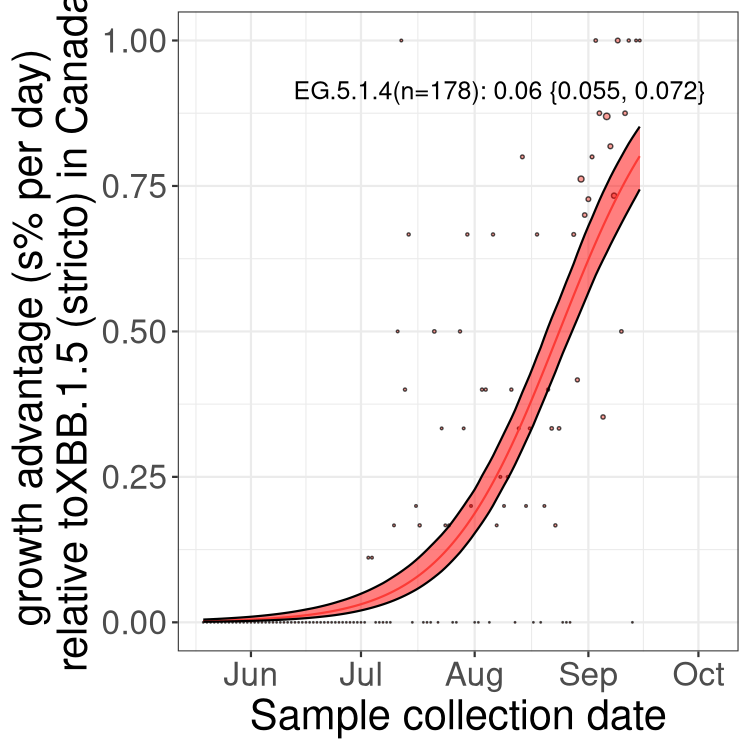 growth advantage (s% per day)
relative toXBB.1.5 (stricto) in Canada
1.00
0.75
0.50
0.25
0.00
EG.5.1.4(n=178): 0.06 {0.055, 0.072}
Jun Jul Aug Sep Oct
Sample collection date